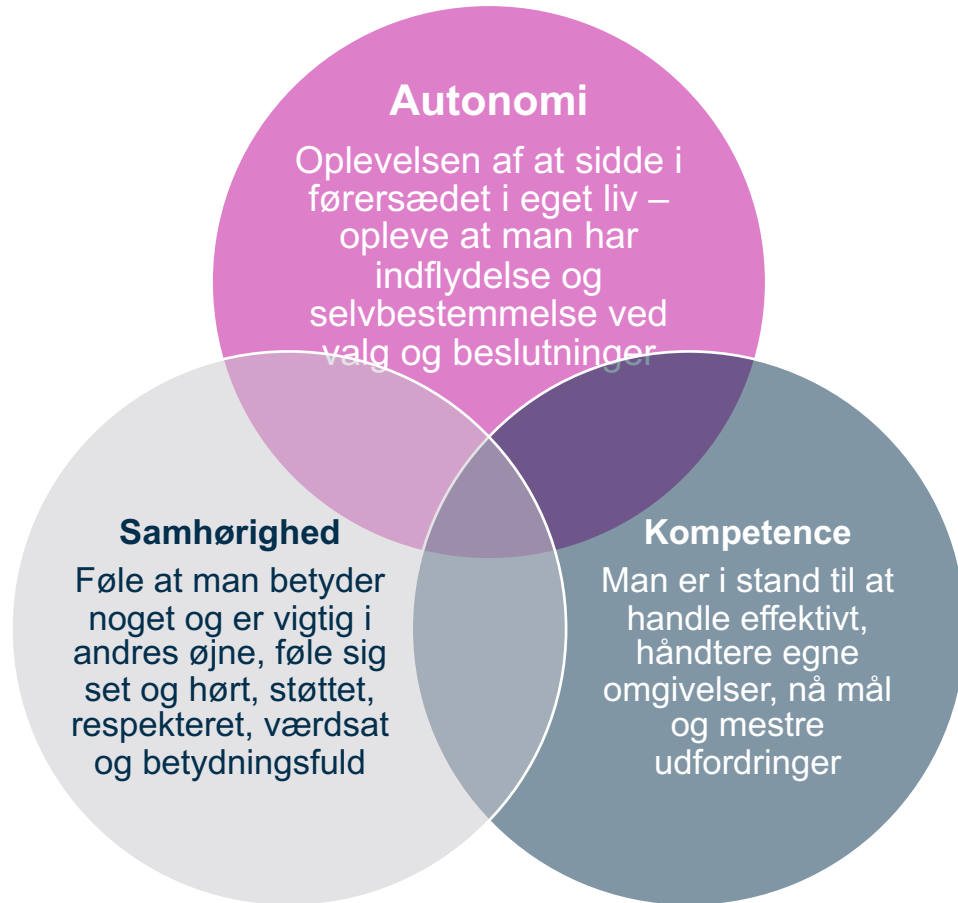 Autonomi
Oplevelsen af at sidde i
førersædet i eget liv –
opleve at man har
indflydelse og
selvbestemmelse ved
valg og beslutninger
Samhørighed
Føle at man betyder
noget og er vigtig i
andres øjne, føle sig
set og hørt, støttet,
respekteret, værdsat
og betydningsfuld
Kompetence
Man er i stand til at
handle effektivt,
håndtere egne
omgivelser, nå mål
og mestre
udfordringer